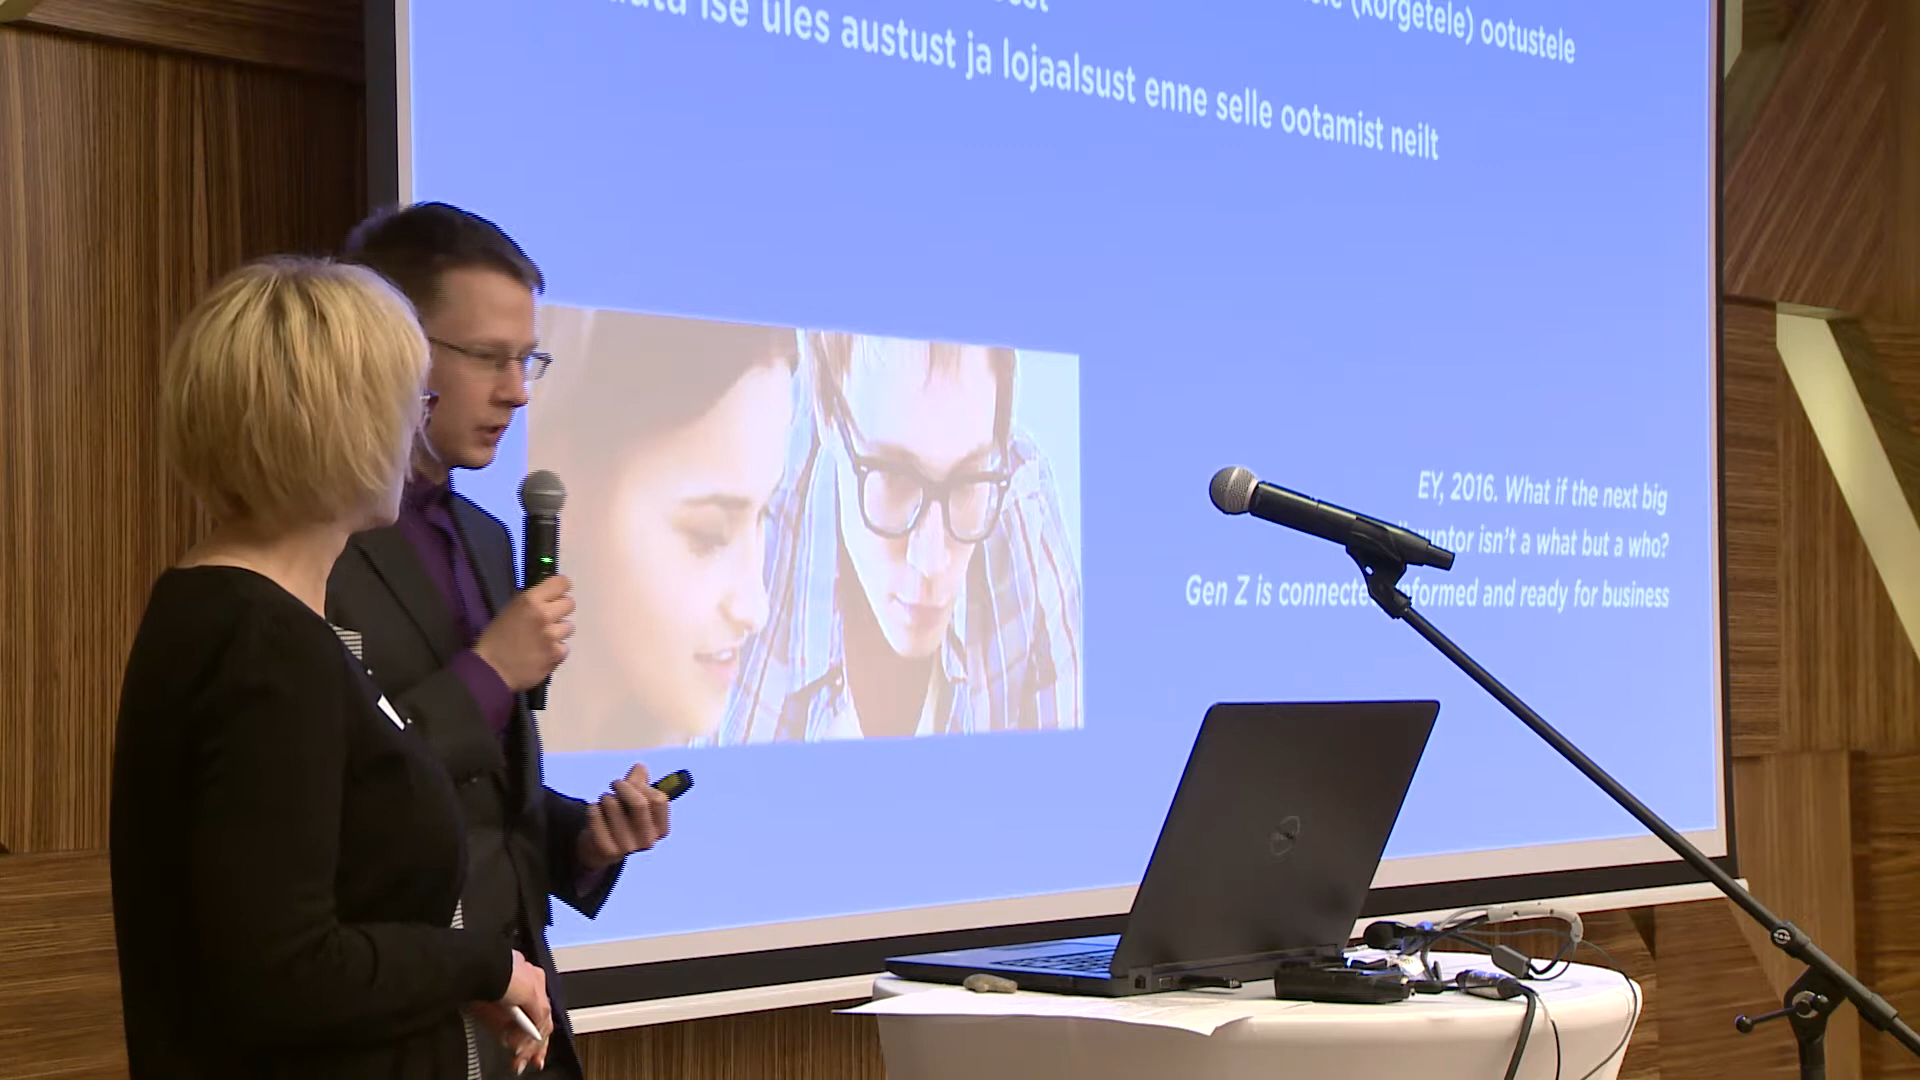 (kõrgetele) ootustele
ise üles austust ja lojaalsust enne selle ootamist neilt
EY, 2016. What if the next big
isn't a what but a who?
Gen Z is connected informed and ready for business